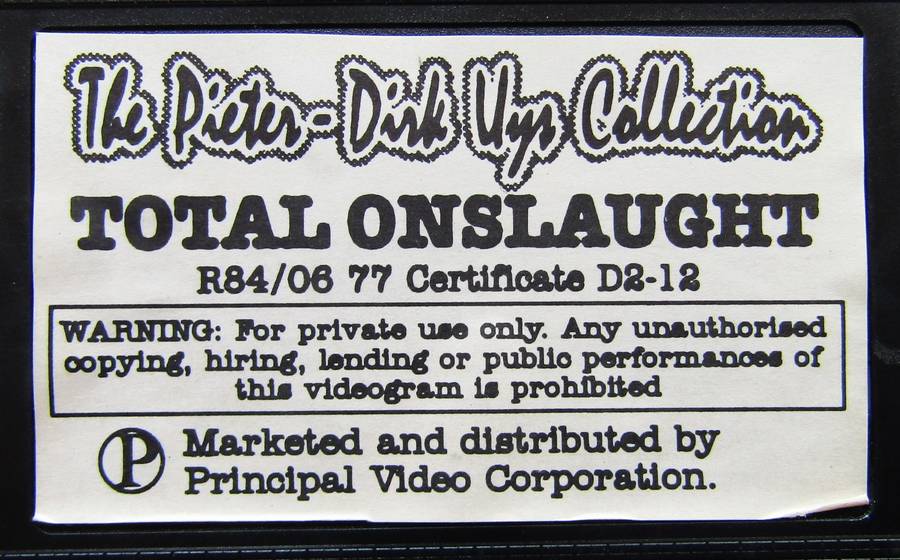 The Pieter-Dirk Uys Collection
TOTAL ONSLAUGHT
R84/06 77 Certificate D2-12
WARNING: For private use only. Any unauthorised
copying, hiring, lending or public performances of
this videogram is prohibited
P Marketed and distributed by
Principal Video Corporation.